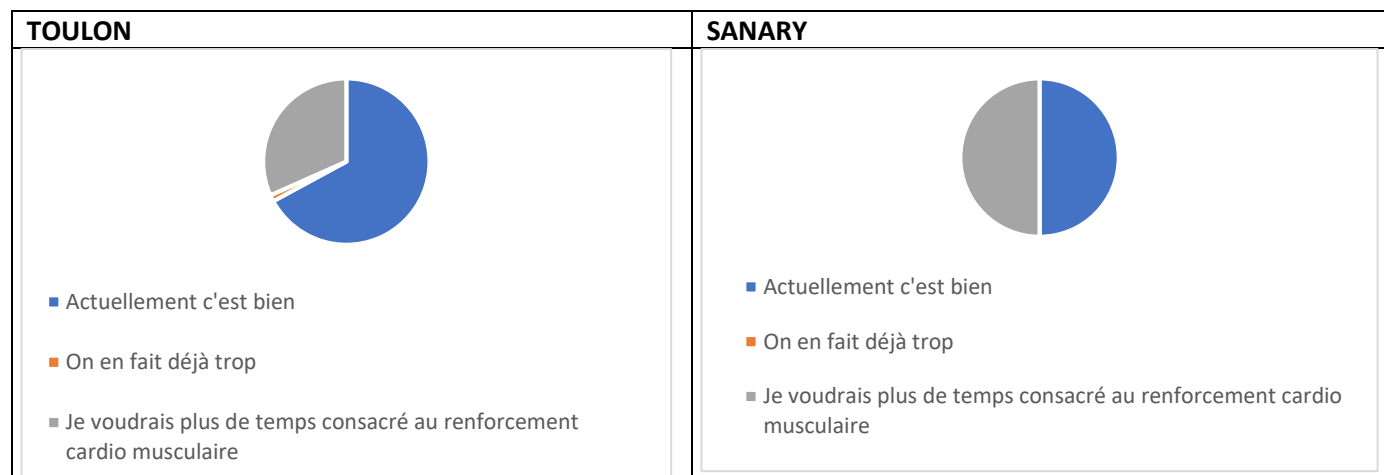 TOULON
SANARY
Actuellement c'est bien
On en fait déjà trop
Je voudrais plus de temps consacré au renforcement
cardio musculaire
Actuellement c'est bien
On en fait déjà trop
Je voudrais plus de temps consacré au renforcement cardio
musculaire